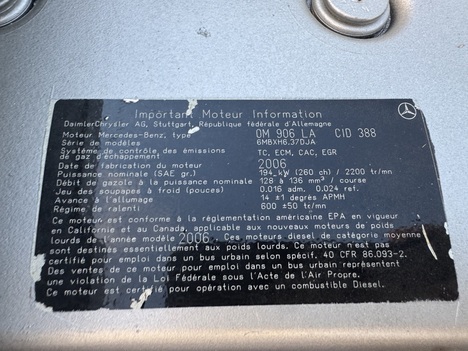 Important Moteur Information
DaimlerChrysler AG, Stuttgart, République fédérale d'Allemagne
Moteur Mercedes-Benz, type OM 906 LA CID 388
Série de modèles 6MBXH6.37DJA
Système de contrôle des émissions de gaz d'échappement TC, ECM, CAC, EGR
Date de fabrication du moteur 2006
Puissance nominale (SAE gr.) 194 kW (260 ch) / 2200 tr/mn
Débit de gazole à la puissance nominale 128 à 136 mm³ / course
Jeu des soupapes à froid (pouces) 0.016 adm. 0.024 ref.
Avance à l'allumage 14 ±1 degrés APMH
Régime de ralenti 600 ±50 tr/mn
Ce moteur est conforme à la réglementation américaine EPA en vigueur
en Californie et au Canada, applicable aux nouveaux moteurs de poids
lourds de l'année modèle 2006 . Ces moteurs diesel de catégorie moyenne
sont destinés essentiellement aux poids lourds. Ce moteur n'est pas
certifié pour emploi dans un bus urbain selon spécif. 40 CFR 86.093-2.
Des ventes de ce moteur pour emploi dans un bus urbain représentent
une violation de la Loi Fédérale sous l'Acte de l'Air Propre.
Ce moteur est certifié pour opération avec un combustible Diesel.